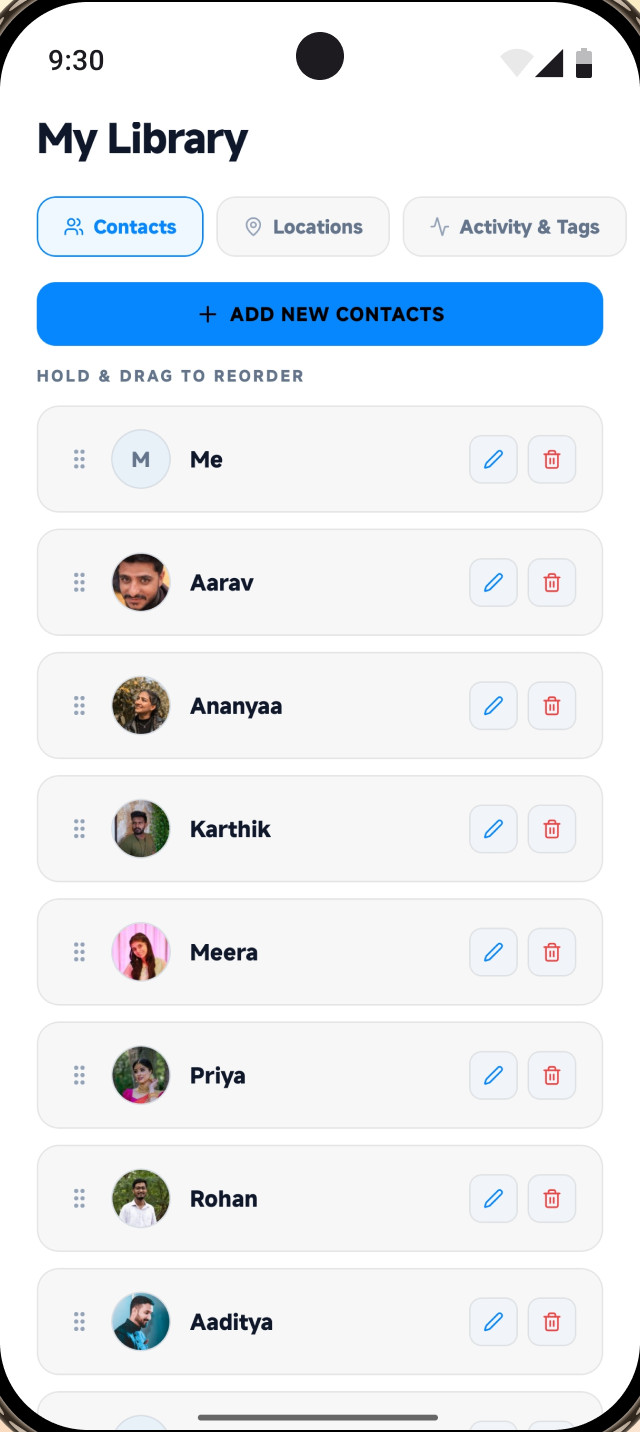 9:30
My Library
Contacts
Locations
Activity & Tags
+ ADD NEW CONTACTS
HOLD & DRAG TO REORDER
M
Me
Aarav
Ananyaa
Karthik
Meera
Priya
Rohan
Aaditya